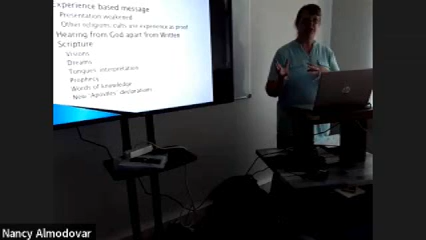 Experience based message
Presentation weakened
Other religions, cults use experience as proof
Hearing from God apart from Written
Scripture
Visions
Dreams
Tongues, interpretation
Prophecy
Words of knowledge
New "Apostles" declarations
Nancy Almodovar